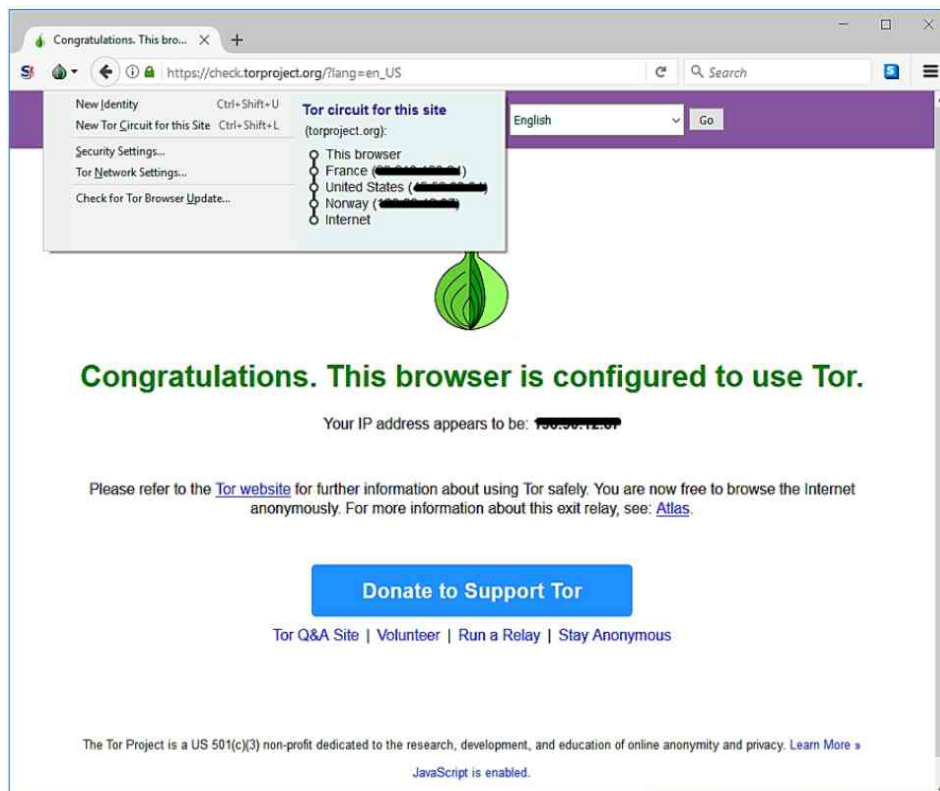 Congratulations. This bro...
https://check.torproject.org/?lang=en_US
Search
New Identity Ctrl+Shift+U
New Tor Circuit for this Site Ctrl+Shift+L
Security Settings...
Tor Network Settings...
Check for Tor Browser Update...
Tor circuit for this site
(torproject.org):
This browser
France ( )
United States ( )
Norway ( )
Internet
English
Go
Congratulations. This browser is configured to use Tor.
Your IP address appears to be:
Please refer to the Tor website for further information about using Tor safely. You are now free to browse the Internet
anonymously. For more information about this exit relay, see: Atlas.
Donate to Support Tor
Tor Q&A Site | Volunteer | Run a Relay | Stay Anonymous
The Tor Project is a US 501(c)(3) non-profit dedicated to the research, development, and education of online anonymity and privacy. Learn More »
JavaScript is enabled.